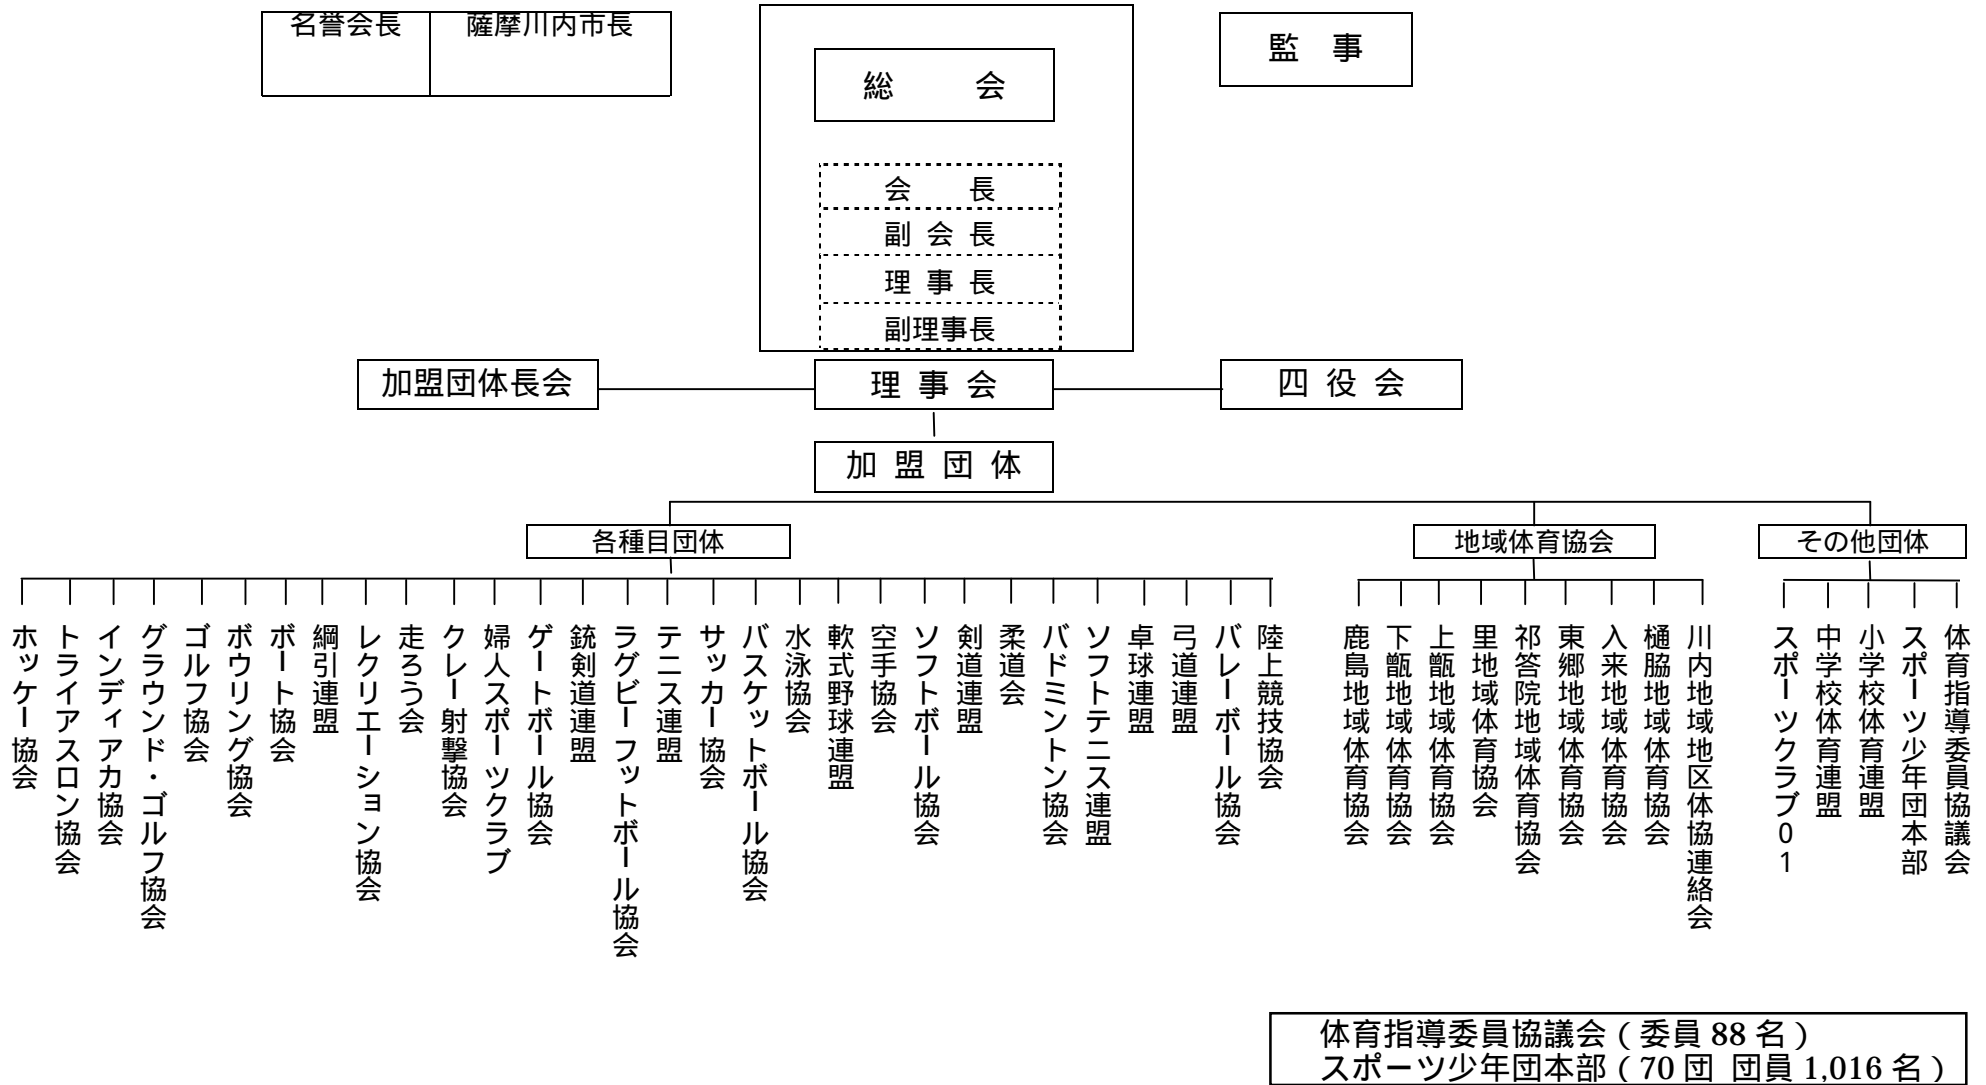 名誉会長 薩摩川内市長
総 会
監 事
会 長
副 会 長
理 事 長
副理事長
加盟団体長会
理 事 会
四 役 会
加 盟 団 体
各種目団体
地域体育協会
その他団体
ホッケー協会
トライアスロン協会
インディアカ協会
グラウンド・ゴルフ協会
ゴルフ協会
ボウリング協会
ボート協会
綱引連盟
レクリエーション協会
走ろう会
クレー射撃協会
婦人スポーツクラブ
ゲートボール協会
銃剣道連盟
ラグビーフットボール協会
テニス連盟
サッカー協会
バスケットボール協会
水泳協会
軟式野球連盟
空手協会
ソフトボール協会
剣道連盟
柔道会
バドミントン協会
ソフトテニス連盟
卓球連盟
弓道連盟
バレーボール協会
陸上競技協会
鹿島地域体育協会
下甑地域体育協会
上甑地域体育協会
里地域体育協会
祁答院地域体育協会
東郷地域体育協会
入来地域体育協会
樋脇地域体育協会
川内地域地区体協連絡会
スポーツクラブ01
中学校体育連盟
小学校体育連盟
スポーツ少年団本部
体育指導委員協議会
体育指導委員協議会（委員 88 名）
スポーツ少年団本部（70 団 団員 1,016 名）